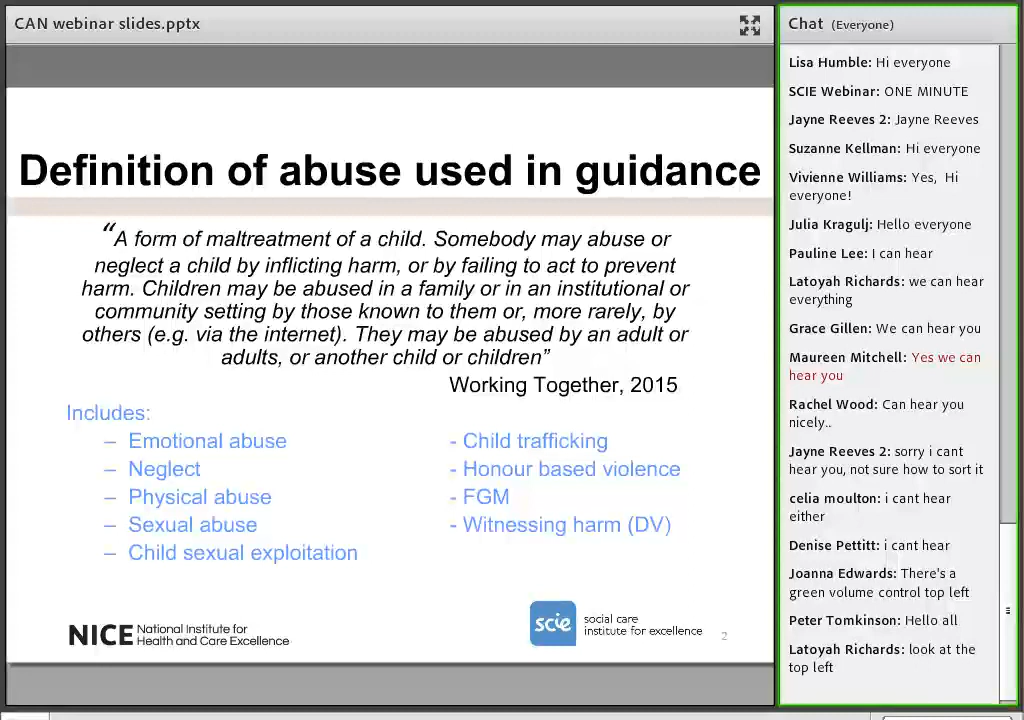 CAN webinar slides.pptx
Definition of abuse used in guidance
“A form of maltreatment of a child. Somebody may abuse or
neglect a child by inflicting harm, or by failing to act to prevent
harm. Children may be abused in a family or in an institutional or
community setting by those known to them or, more rarely, by
others (e.g. via the internet). They may be abused by an adult or
adults, or another child or children”
Working Together, 2015
Includes:
– Emotional abuse
– Neglect
– Physical abuse
– Sexual abuse
– Child sexual exploitation
- Child trafficking
- Honour based violence
- FGM
- Witnessing harm (DV)
NICE National Institute for
Health and Care Excellence
scie social care
institute for excellence
2
Chat (Everyone)
Lisa Humble: Hi everyone
SCIE Webinar: ONE MINUTE
Jayne Reeves 2: Jayne Reeves
Suzanne Kellman: Hi everyone
Vivienne Williams: Yes, Hi
everyone!
Julia Kragulj: Hello everyone
Pauline Lee: I can hear
Latoyah Richards: we can hear
everything
Grace Gillen: We can hear you
Maureen Mitchell: Yes we can
hear you
Rachel Wood: Can hear you
nicely..
Jayne Reeves 2: sorry i cant
hear you, not sure how to sort it
celia moulton: i cant hear
either
Denise Pettitt: i cant hear
Joanna Edwards: There's a
green volume control top left
Peter Tomkinson: Hello all
Latoyah Richards: look at the
top left